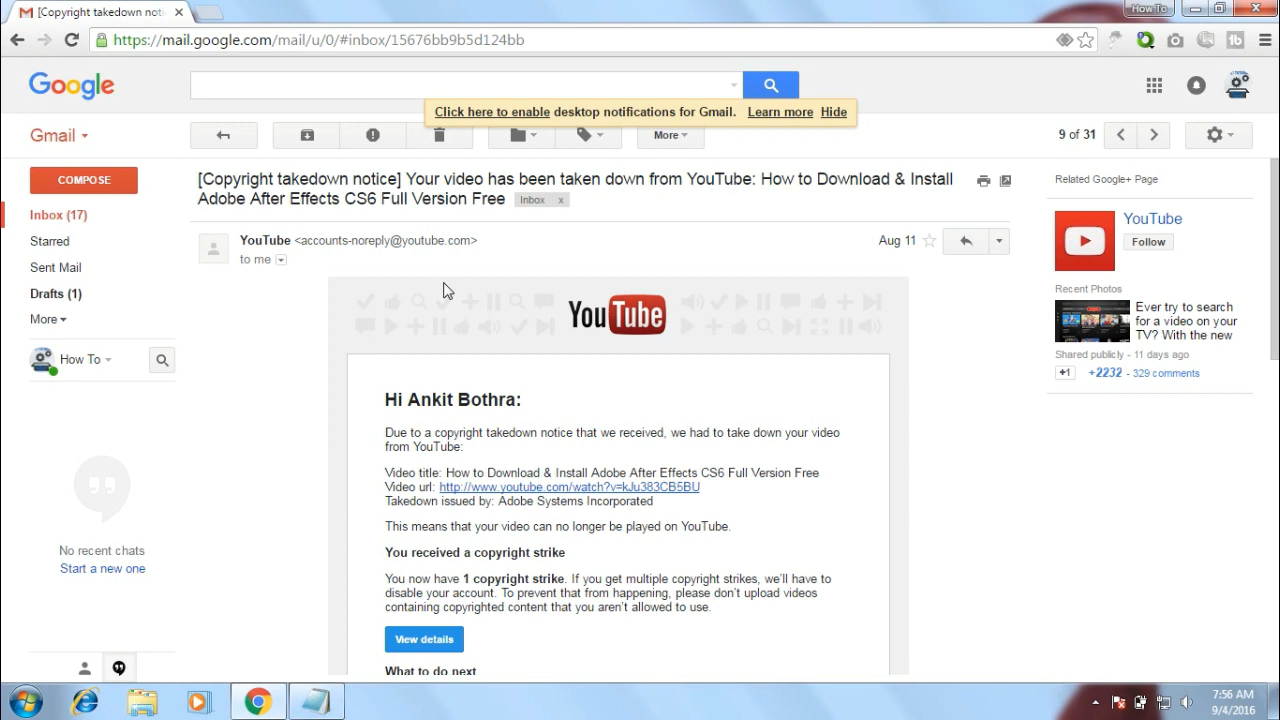 [Copyright takedown noti
How To
https://mail.google.com/mail/u/0/#inbox/15676bb9b5d124bb
Google
Click here to enable desktop notifications for Gmail. Learn more Hide
Gmail
More
9 of 31
COMPOSE
Inbox (17)
Starred
Sent Mail
Drafts (1)
More
How To
No recent chats
Start a new one
[Copyright takedown notice] Your video has been taken down from YouTube: How to Download & Install
Adobe After Effects CS6 Full Version Free Inbox x
YouTube <accounts-noreply@youtube.com>
to me
Aug 11
YouTube
Hi Ankit Bothra:
Due to a copyright takedown notice that we received, we had to take down your video
from YouTube:
Video title: How to Download & Install Adobe After Effects CS6 Full Version Free
Video url: http://www.youtube.com/watch?v=kJu383CB5BU
Takedown issued by: Adobe Systems Incorporated
This means that your video can no longer be played on YouTube.
You received a copyright strike
You now have 1 copyright strike. If you get multiple copyright strikes, we'll have to
disable your account. To prevent that from happening, please don't upload videos
containing copyrighted content that you aren't allowed to use.
View details
What to do next
Related Google+ Page
YouTube
Follow
Recent Photos
Ever try to search
for a video on your
TV? With the new
Shared publicly - 11 days ago
+1 +2232 - 329 comments
7:56 AM
9/4/2016